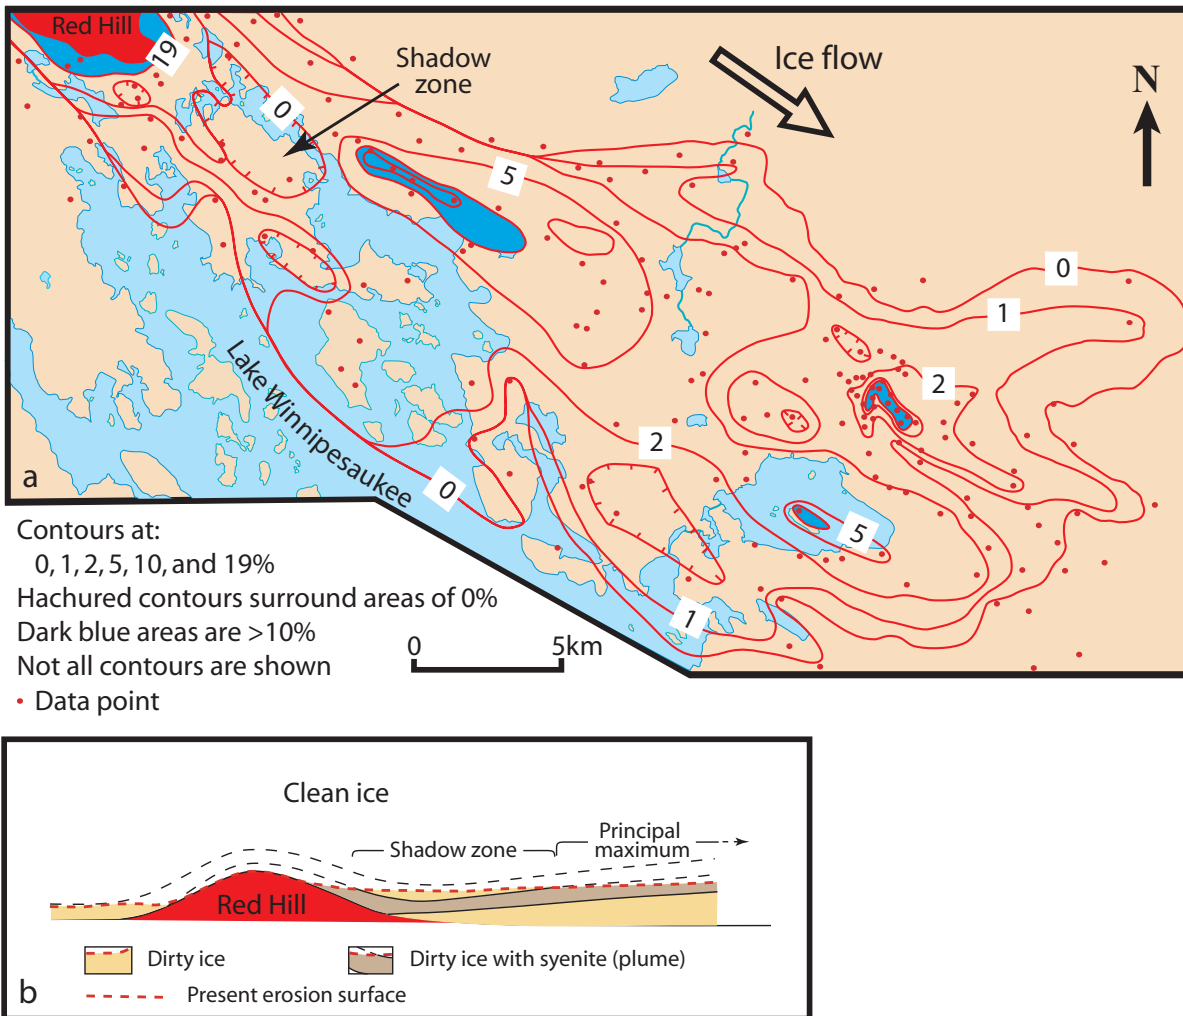 Red Hill
19
Shadow
zone
Ice flow
N
0
5
0
1
2
Lake Winnipesaukee
2
0
5
1
a
Contours at:
0, 1, 2, 5, 10, and 19%
Hachured contours surround areas of 0%
Dark blue areas are >10%
Not all contours are shown
Data point
0 5km
Clean ice
Shadow zone
Principal
maximum
Red Hill
Dirty ice
Dirty ice with syenite (plume)
Present erosion surface
b